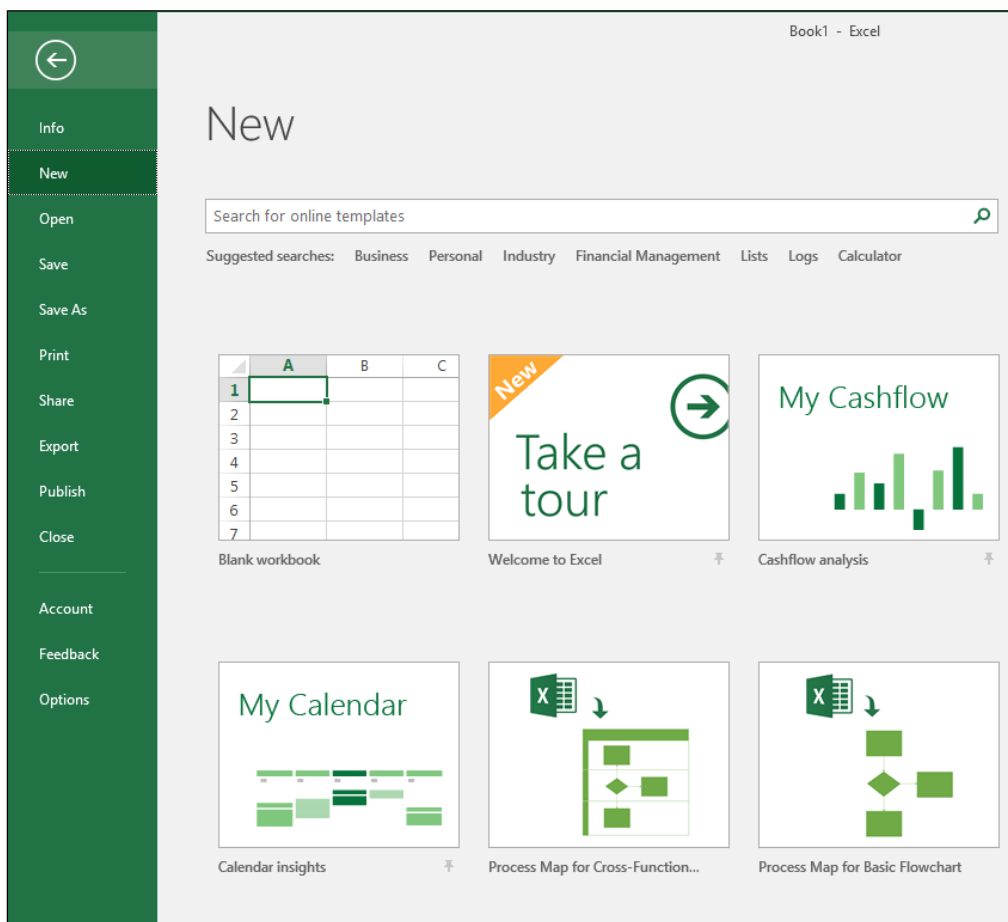 Book1 - Excel
Info
New
Open
Save
Save As
Print
Share
Export
Publish
Close
Account
Feedback
Options
New
Search for online templates
Suggested searches: Business Personal Industry Financial Management Lists Logs Calculator
A B C
1
2
3
4
5
6
7
Blank workbook
New
Take a
tour
Welcome to Excel
My Cashflow
Cashflow analysis
My Calendar
Calendar insights
X
Process Map for Cross-Function...
X
Process Map for Basic Flowchart